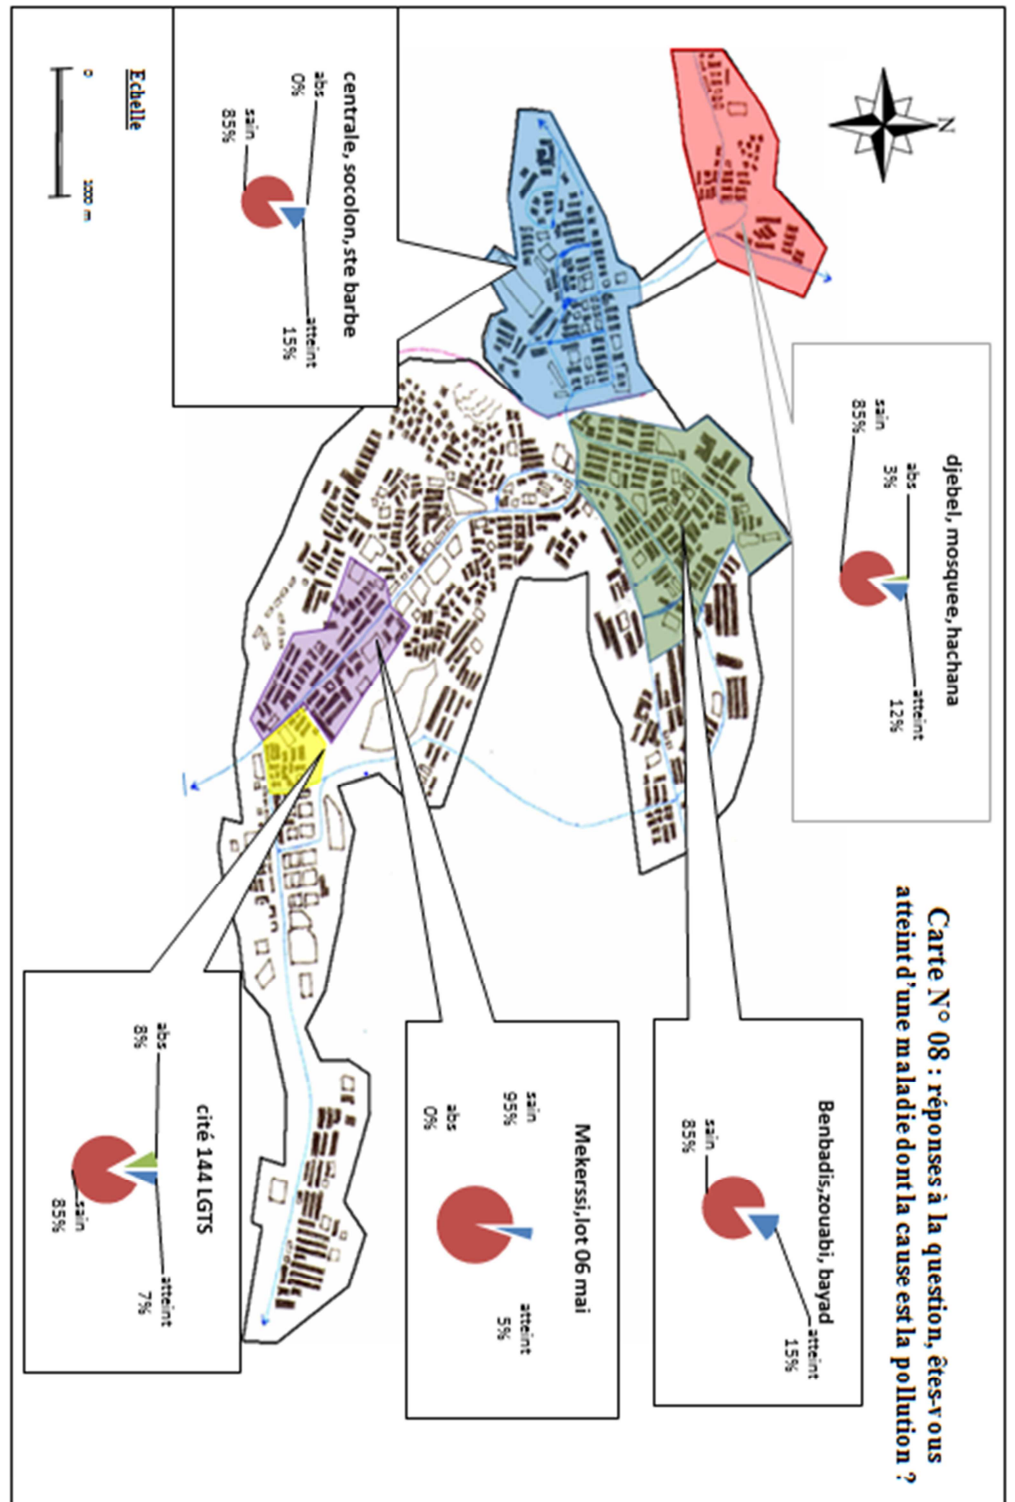 Carte N° 08 : réponses à la question, êtes-vous
atteint d'une maladie dont la cause est la pollution ?
N
djebel, mosquee, hachana
abs
3%
atteint
12%
sain
85%
Benbadis,zouabi, bayad
atteint
15%
sain
85%
Mekerssi,lot 06 mai
sain
95%
atteint
5%
abs
0%
centrale, socolon, ste barbe
abs
0%
atteint
15%
sain
85%
cité 144 LGTS
abs
8%
atteint
7%
sain
85%
Echelle
0
1000 m